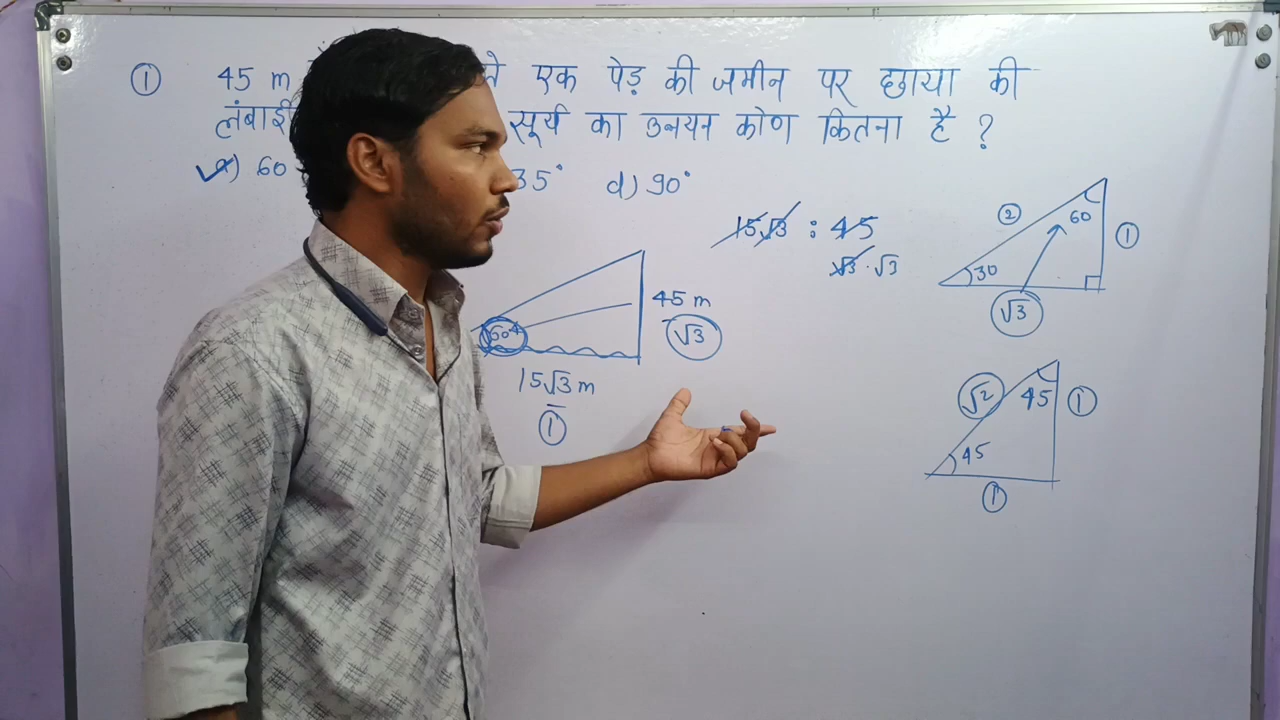 ① 45 m ते एक पेड़ की जमीन पर छाया की
लंबाई सूर्य का उन्नयन कोण कितना है ?
a) 60 35° d) 90°
15√3 : 45
√3 · √3
② 60 ①
30
√3
60°
45 m
√3
15√3 m
①
√2 45 ①
45
①